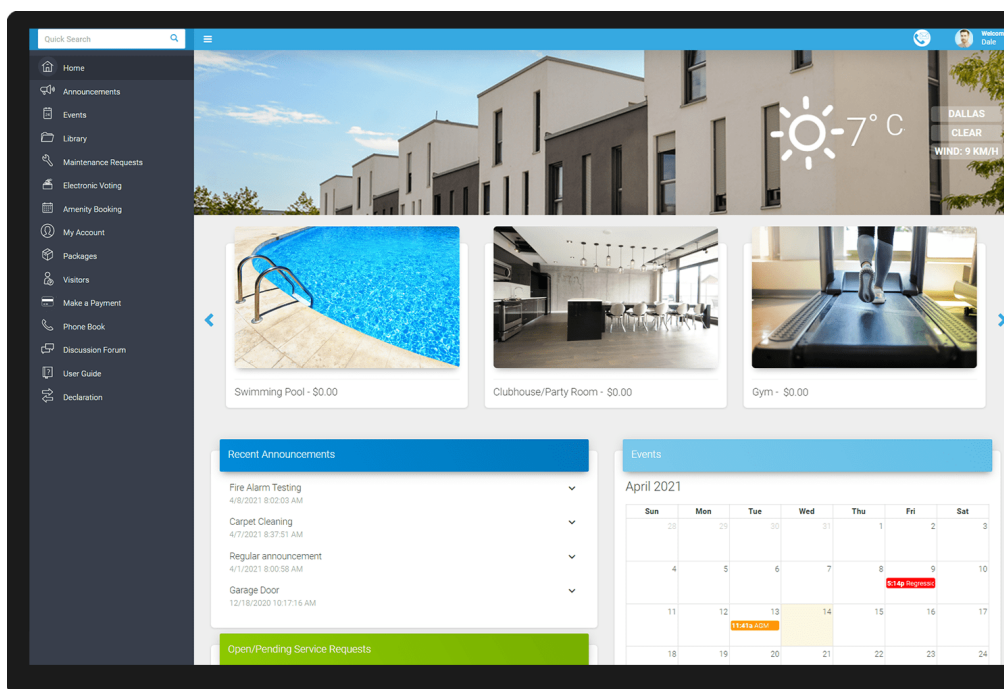 Quick Search
Welcom
Dale
Home
Announcements
Events
Library
Maintenance Requests
Electronic Voting
Amenity Booking
My Account
Packages
Visitors
Make a Payment
Phone Book
Discussion Forum
User Guide
Declaration
7° C
DALLAS
CLEAR
WIND: 9 KM/H
Swimming Pool - $0.00
Clubhouse/Party Room - $0.00
Gym - $0.00
Recent Announcements
Fire Alarm Testing
4/8/2021 8:02:03 AM
Carpet Cleaning
4/7/2021 8:37:51 AM
Regular announcement
4/1/2021 8:00:58 AM
Garage Door
12/18/2020 10:17:16 AM
Open/Pending Service Requests
Events
April 2021
Sun Mon Tue Wed Thu Fri Sat
28 29 30 31 1 2 3
4 5 6 7 8 9 10
5:14p Regressic
11 12 13 14 15 16 17
11:41a AGM
18 19 20 21 22 23 24